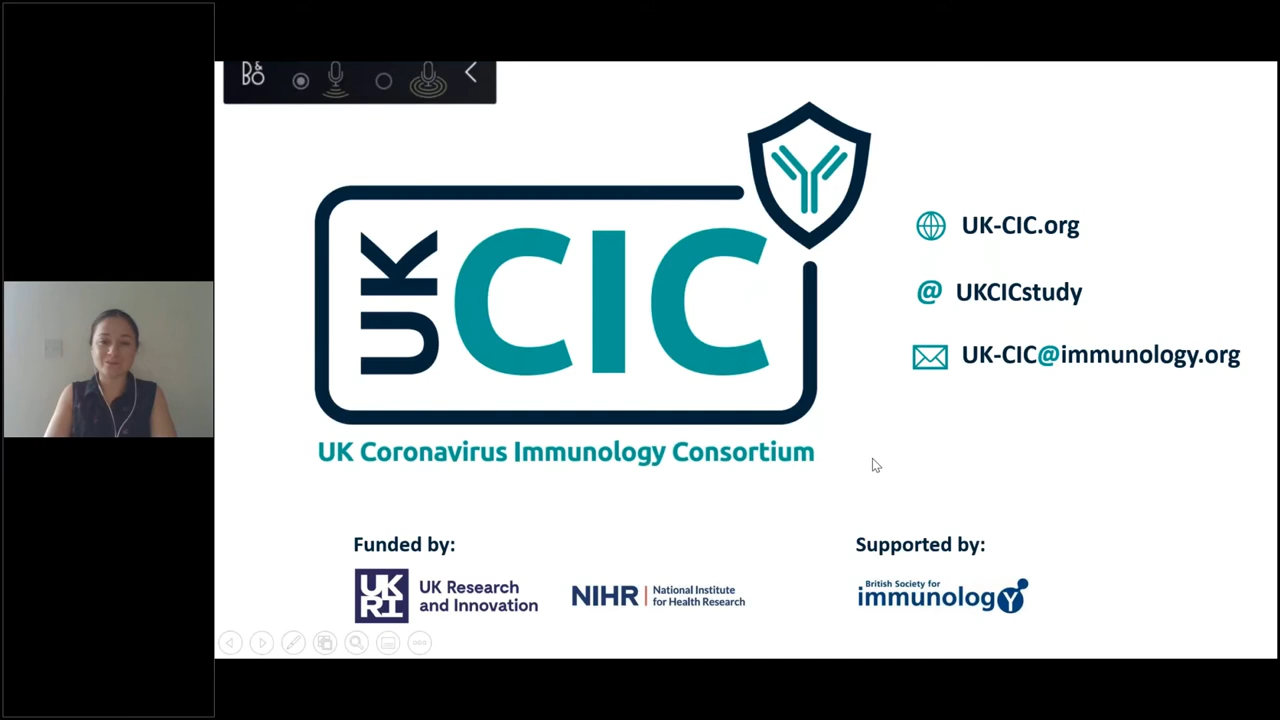 B&O
UK
CIC
UK Coronavirus Immunology Consortium
UK-CIC.org
@ UKCICstudy
UK-CIC@immunology.org
Funded by:
UK
RI
UK Research
and Innovation
NIHR | National Institute
for Health Research
Supported by:
British Society for
immunology